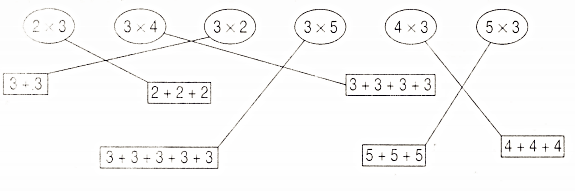 2 × 3 3 × 4 3 × 2 3 × 5 4 × 3 5 × 3
3 + 3 2 + 2 + 2 3 + 3 + 3 + 3
3 + 3 + 3 + 3 + 3 5 + 5 + 5 4 + 4 + 4